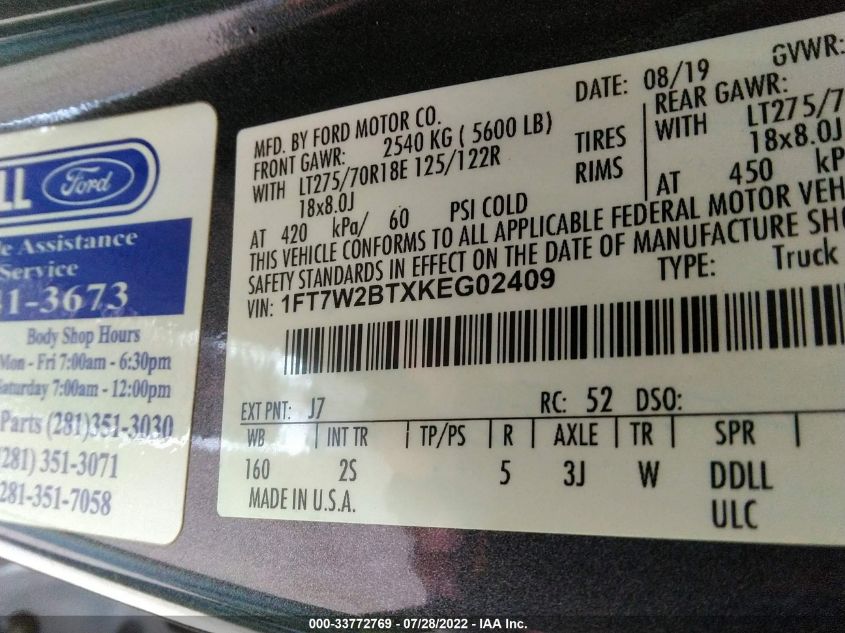 LL Ford
Assistance
Service
-3673
Body Shop Hours
Mon - Fri 7:00am - 6:30pm
Saturday 7:00am - 12:00pm
Parts (281)351-3030
281) 351-3071
281-351-7058
MFD. BY FORD MOTOR CO. DATE: 08/19 GVWR:
FRONT GAWR: 2540 KG ( 5600 LB) REAR GAWR:
WITH LT275/70R18E 125/122R TIRES WITH LT275/7
18x8.0J RIMS 18x8.0J
AT 420 kPa/ 60 PSI COLD AT 450 kP
THIS VEHICLE CONFORMS TO ALL APPLICABLE FEDERAL MOTOR VEH
SAFETY STANDARDS IN EFFECT ON THE DATE OF MANUFACTURE SHO
VIN: 1FT7W2BTXKEG02409 TYPE: Truck
EXT PNT: J7 RC: 52 DSO:
WB INT TR TP/PS R AXLE TR SPR
160 2S 5 3J W DDLL
MADE IN U.S.A. ULC
000-33772769 - 07/28/2022 - IAA Inc.